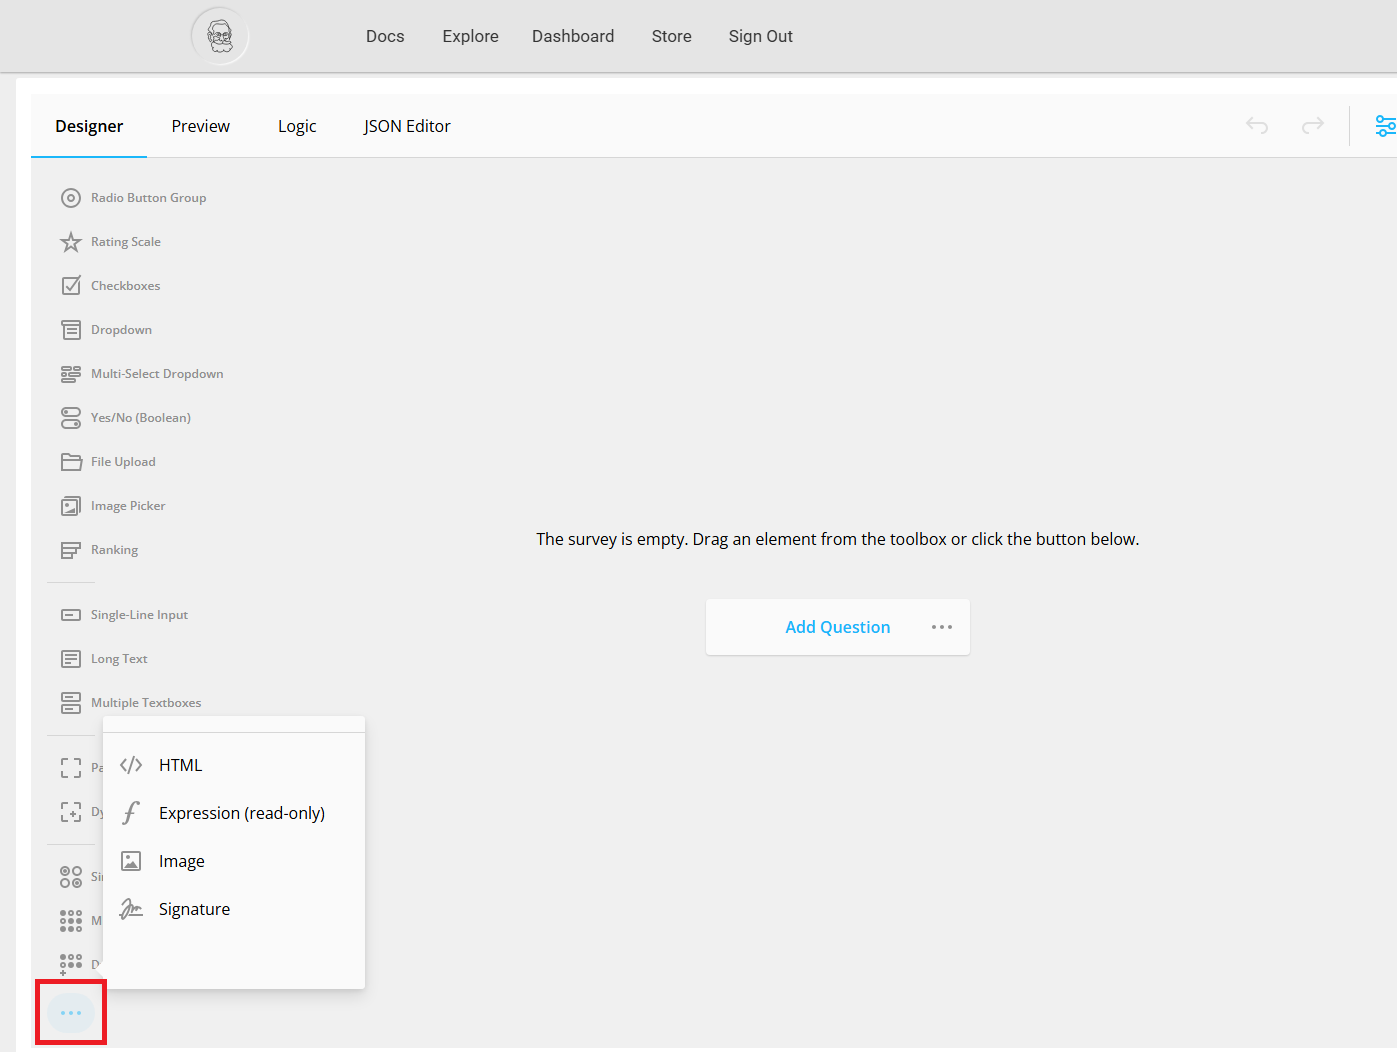 Docs Explore Dashboard Store Sign Out
Designer Preview Logic JSON Editor
Radio Button Group
Rating Scale
Checkboxes
Dropdown
Multi-Select Dropdown
Yes/No (Boolean)
File Upload
Image Picker
Ranking
The survey is empty. Drag an element from the toolbox or click the button below.
Add Question
Single-Line Input
Long Text
Multiple Textboxes
Pa
Dy
Sin
M
D
HTML
Expression (read-only)
Image
Signature